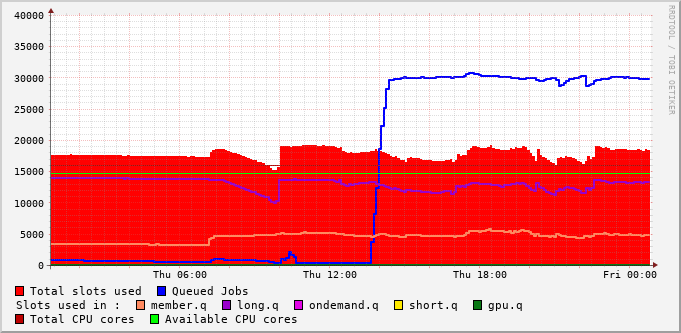 40000
35000
30000
25000
20000
15000
10000
5000
0
Thu 06:00 Thu 12:00 Thu 18:00 Fri 00:00
RRDTOOL / TOBI OETIKER
Total slots used Queued Jobs
Slots used in : member.q long.q ondemand.q short.q gpu.q
Total CPU cores Available CPU cores